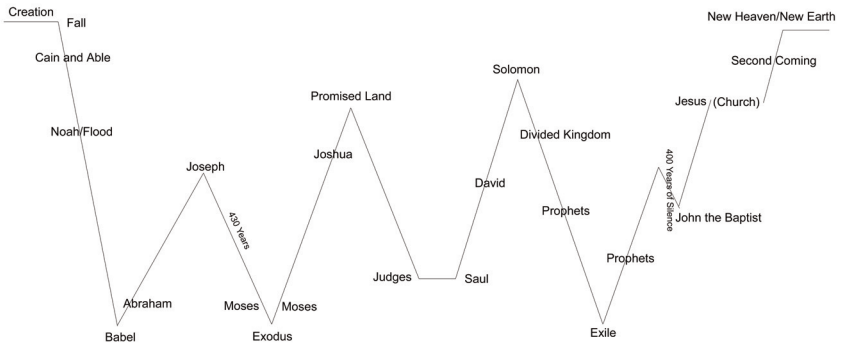 Creation
Fall
Cain and Able
Noah/Flood
Babel
Abraham
Joseph
430 Years
Moses
Exodus
Moses
Joshua
Promised Land
Judges
Saul
David
Solomon
Divided Kingdom
Prophets
Exile
Prophets
400 Years of Silence
John the Baptist
Jesus (Church)
Second Coming
New Heaven/New Earth